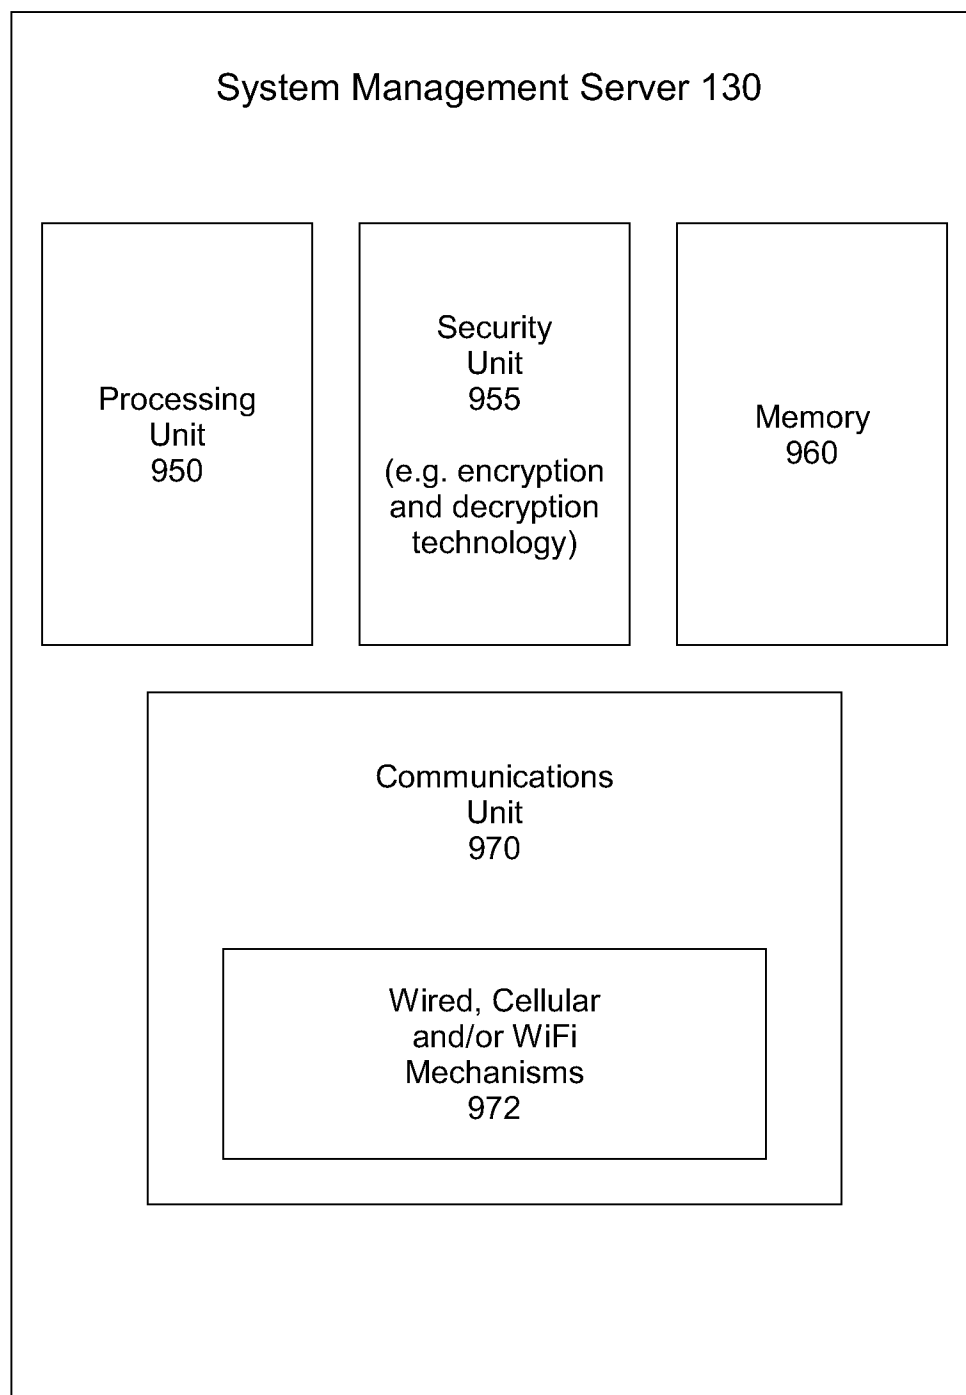 System Management Server 130
Processing
Unit
950
Security
Unit
955
(e.g. encryption
and decryption
technology)
Memory
960
Communications
Unit
970
Wired, Cellular
and/or WiFi
Mechanisms
972